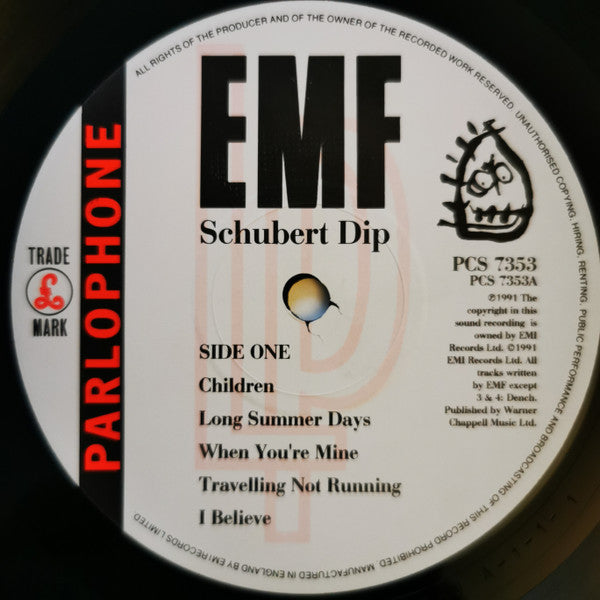 ALL RIGHTS OF THE PRODUCER AND OF THE OWNER OF THE RECORDED WORK RESERVED. UNAUTHORISED COPYING, HIRING, RENTING, PUBLIC PERFORMANCE AND BROADCASTING OF THIS RECORD PROHIBITED. MANUFACTURED IN ENGLAND BY EMI RECORDS LIMITED.
EMF
Schubert Dip
PARLOPHONE
TRADE
£
MARK
PCS 7353
PCS 7353A
℗1991 The
copyright in this
sound recording is
owned by EMI
Records Ltd. ©1991
EMI Records Ltd. All
tracks written
by EMF except
3 & 4: Dench.
Published by Warner
Chappell Music Ltd.
SIDE ONE
Children
Long Summer Days
When You're Mine
Travelling Not Running
I Believe